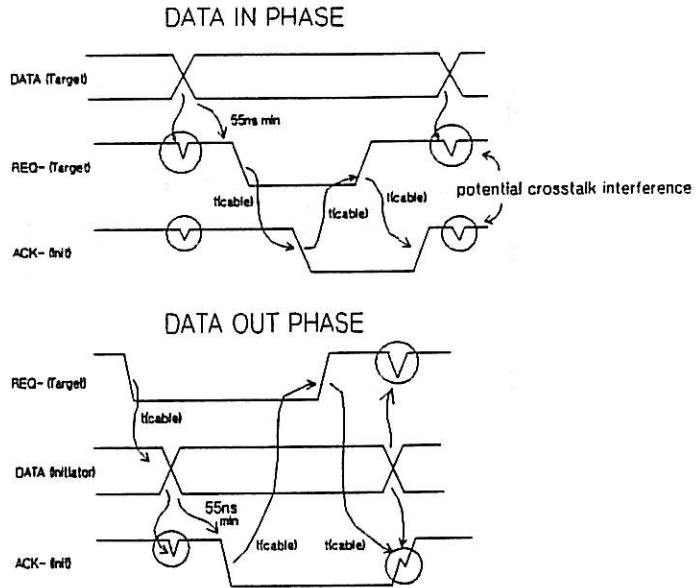 DATA IN PHASE
DATA (Target)
55ns min
REQ- (Target)
potential crosstalk interference
t(cable)
t(cable)
t(cable)
ACK- (Init)
DATA OUT PHASE
REQ- (Target)
t(cable)
DATA (Initiator)
55ns
min
t(cable)
t(cable)
ACK- (Init)